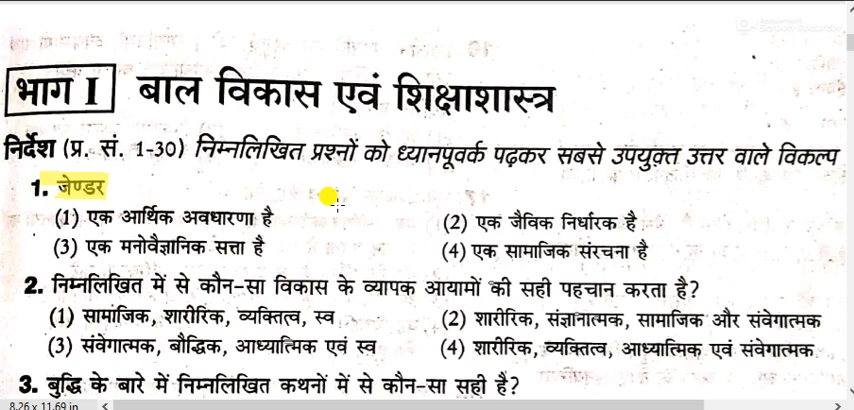 भाग I बाल विकास एवं शिक्षाशास्त्र
निर्देश (प्र. सं. 1-30) निम्नलिखित प्रश्नों को ध्यानपूर्वक पढ़कर सबसे उपयुक्त उत्तर वाले विकल्प
1. जेण्डर
(1) एक आर्थिक अवधारणा है (2) एक जैविक निर्धारक है
(3) एक मनोवैज्ञानिक सत्ता है (4) एक सामाजिक संरचना है
2. निम्नलिखित में से कौन-सा विकास के व्यापक आयामों की सही पहचान करता है?
(1) सामाजिक, शारीरिक, व्यक्तित्व, स्व (2) शारीरिक, संज्ञानात्मक, सामाजिक और संवेगात्मक
(3) संवेगात्मक, बौद्धिक, आध्यात्मिक एवं स्व (4) शारीरिक, व्यक्तित्व, आध्यात्मिक एवं संवेगात्मक
3. बुद्धि के बारे में निम्नलिखित कथनों में से कौन-सा सही है?
8.26 x 11.69 in